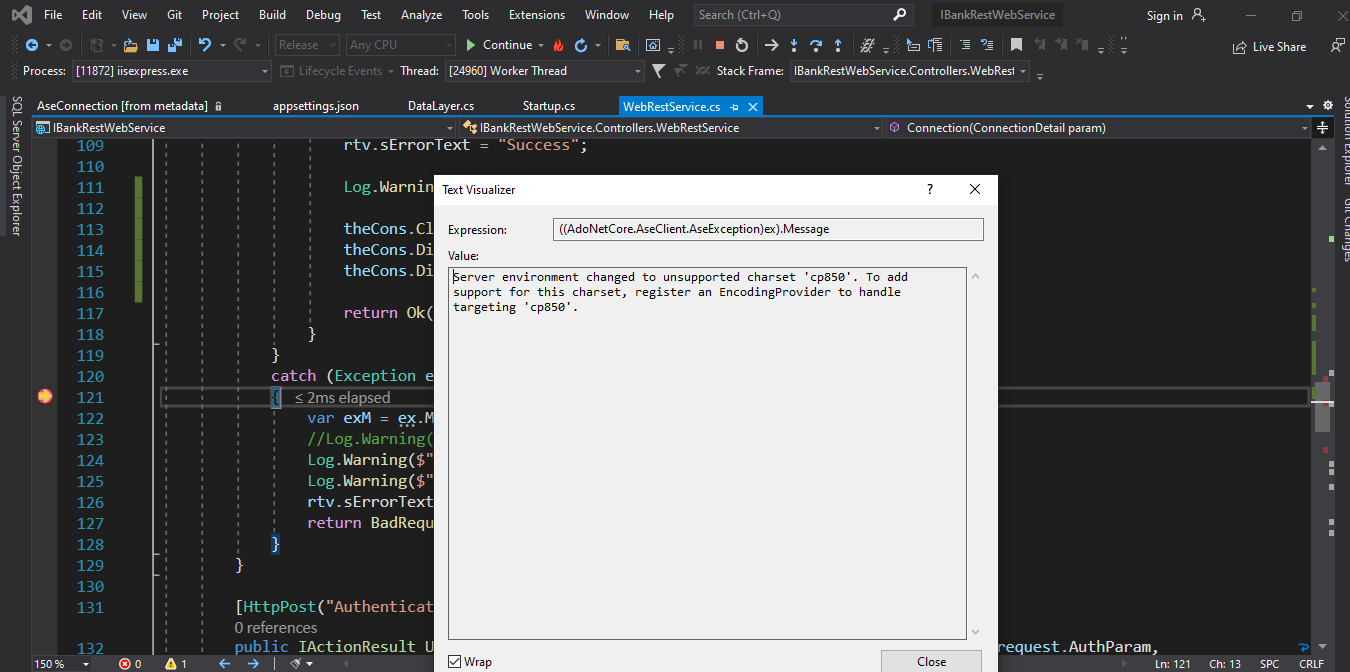 File Edit View Git Project Build Debug Test Analyze Tools Extensions Window Help Search (Ctrl+Q) IBankRestWebService Sign in
Release Any CPU Continue Live Share
Process: [11872] iisexpress.exe Lifecycle Events Thread: [24960] Worker Thread Stack Frame: IBankRestWebService.Controllers.WebRest
AseConnection [from metadata] appsettings.json DataLayer.cs Startup.cs WebRestService.cs
IBankRestWebService IBankRestWebService.Controllers.WebRestService Connection(ConnectionDetail param)
SQL Server Object Explorer
Solution Explorer
Git Changes
109 rtv.sErrorText = "Success";
110
111 Log.Warnin
112
113 theCons.Cl
114 theCons.Di
115 theCons.Di
116
117 return Ok(
118 }
119 }
120 catch (Exception e
121 { ≤ 2ms elapsed
122 var exM = ex.M
123 //Log.Warning(
124 Log.Warning($"
125 Log.Warning($"
126 rtv.sErrorText
127 return BadRequ
128 }
129 }
130
131 [HttpPost("Authenticat
0 references
132 public IActionResult U request.AuthParam,
Text Visualizer ?
Expression: ((AdoNetCore.AseClient.AseException)ex).Message
Value:
Server environment changed to unsupported charset 'cp850'. To add
support for this charset, register an EncodingProvider to handle
targeting 'cp850'.
Wrap Close
150 % 0 1 Ln: 121 Ch: 13 SPC CRLF